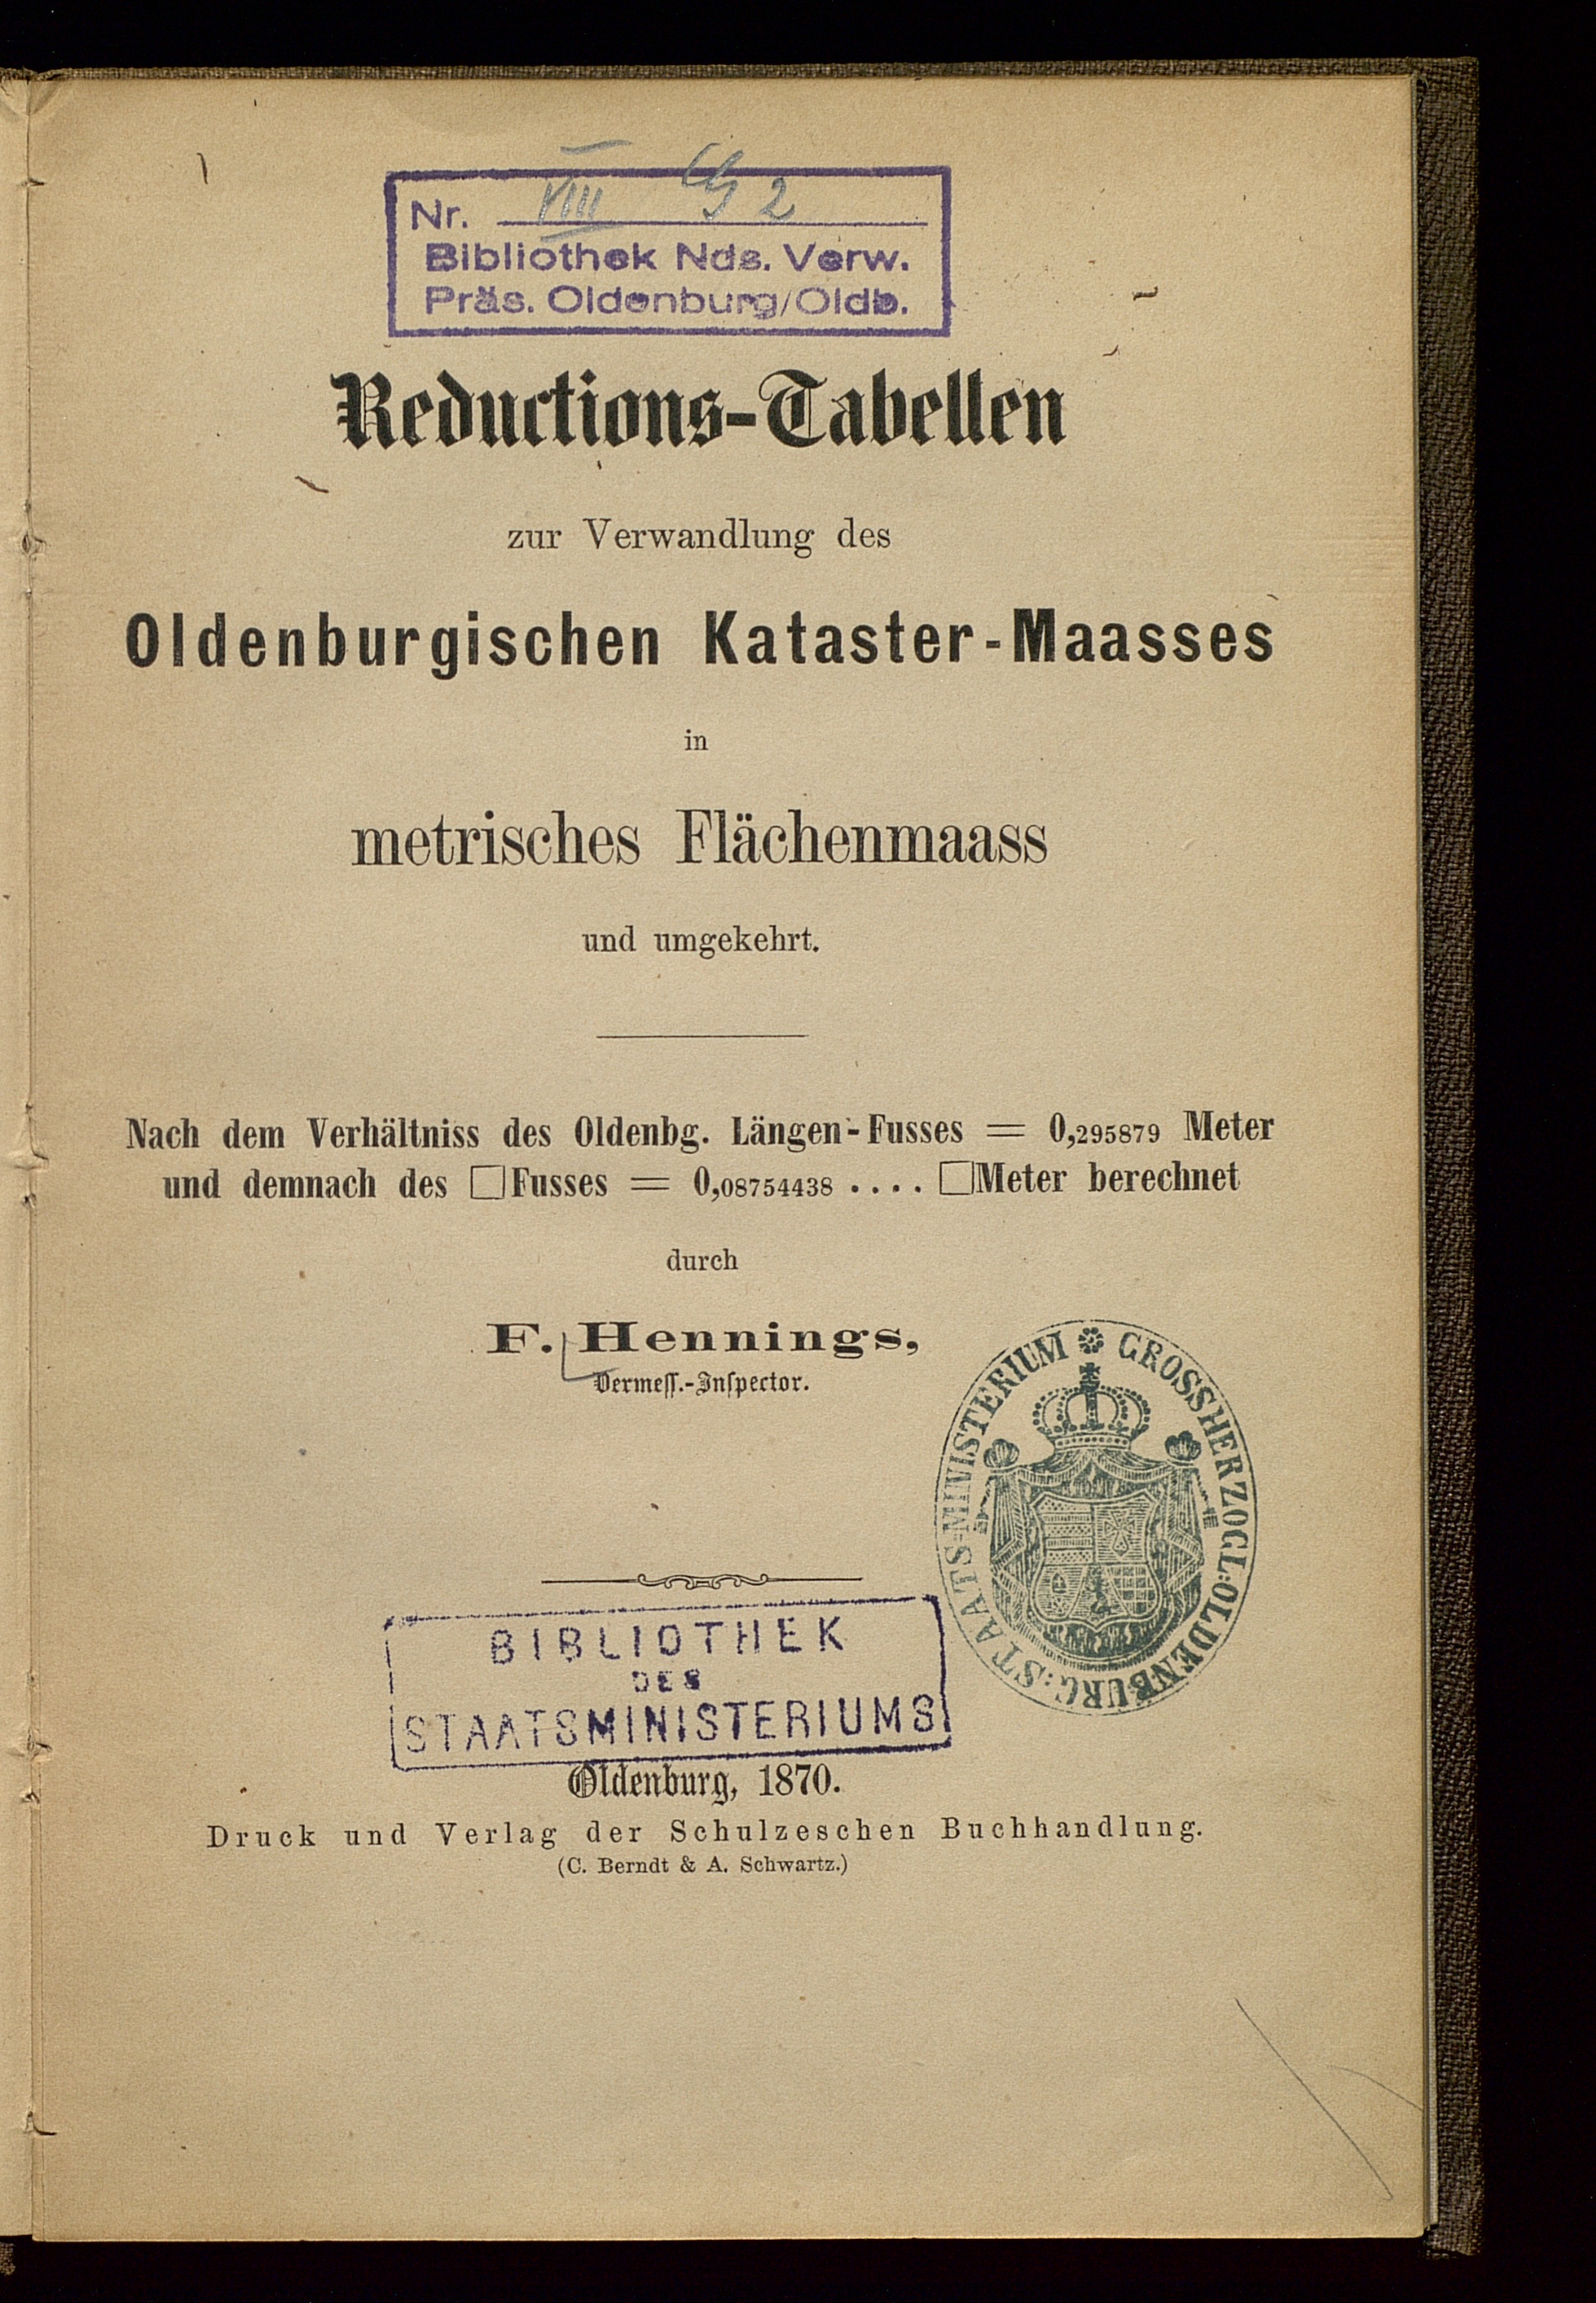 Nr. VIII G 2
Bibliothek Nds. Verw.
Präs. Oldenburg/Oldb.
Reductions-Tabellen
zur Verwandlung des
Oldenburgischen Kataster-Maasses
in
metrisches Flächenmaass
und umgekehrt.
Nach dem Verhältniss des Oldenbg. Längen-Fusses = 0,295879 Meter
und demnach des □Fusses = 0,08754438 .... □Meter berechnet
durch
F. Hennings,
Vermeſſ.-Inſpector.
GROSSHERZOGL: OLDENBURG: STAATS-MINISTERIUM
BIBLIOTHEK
DES
STAATSMINISTERIUMS
Oldenburg, 1870.
Druck und Verlag der Schulzeschen Buchhandlung.
(C. Berndt & A. Schwartz.)